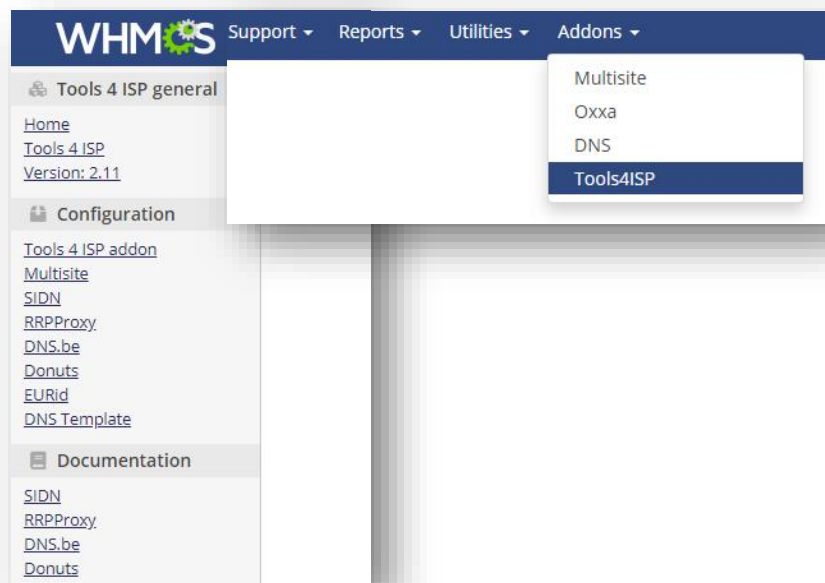 WHMCS Support Reports Utilities Addons
Multisite
Oxxa
DNS
Tools4ISP
Tools 4 ISP general
Home
Tools 4 ISP
Version: 2.11
Configuration
Tools 4 ISP addon
Multisite
SIDN
RRPProxy
DNS.be
Donuts
EURid
DNS Template
Documentation
SIDN
RRPProxy
DNS.be
Donuts